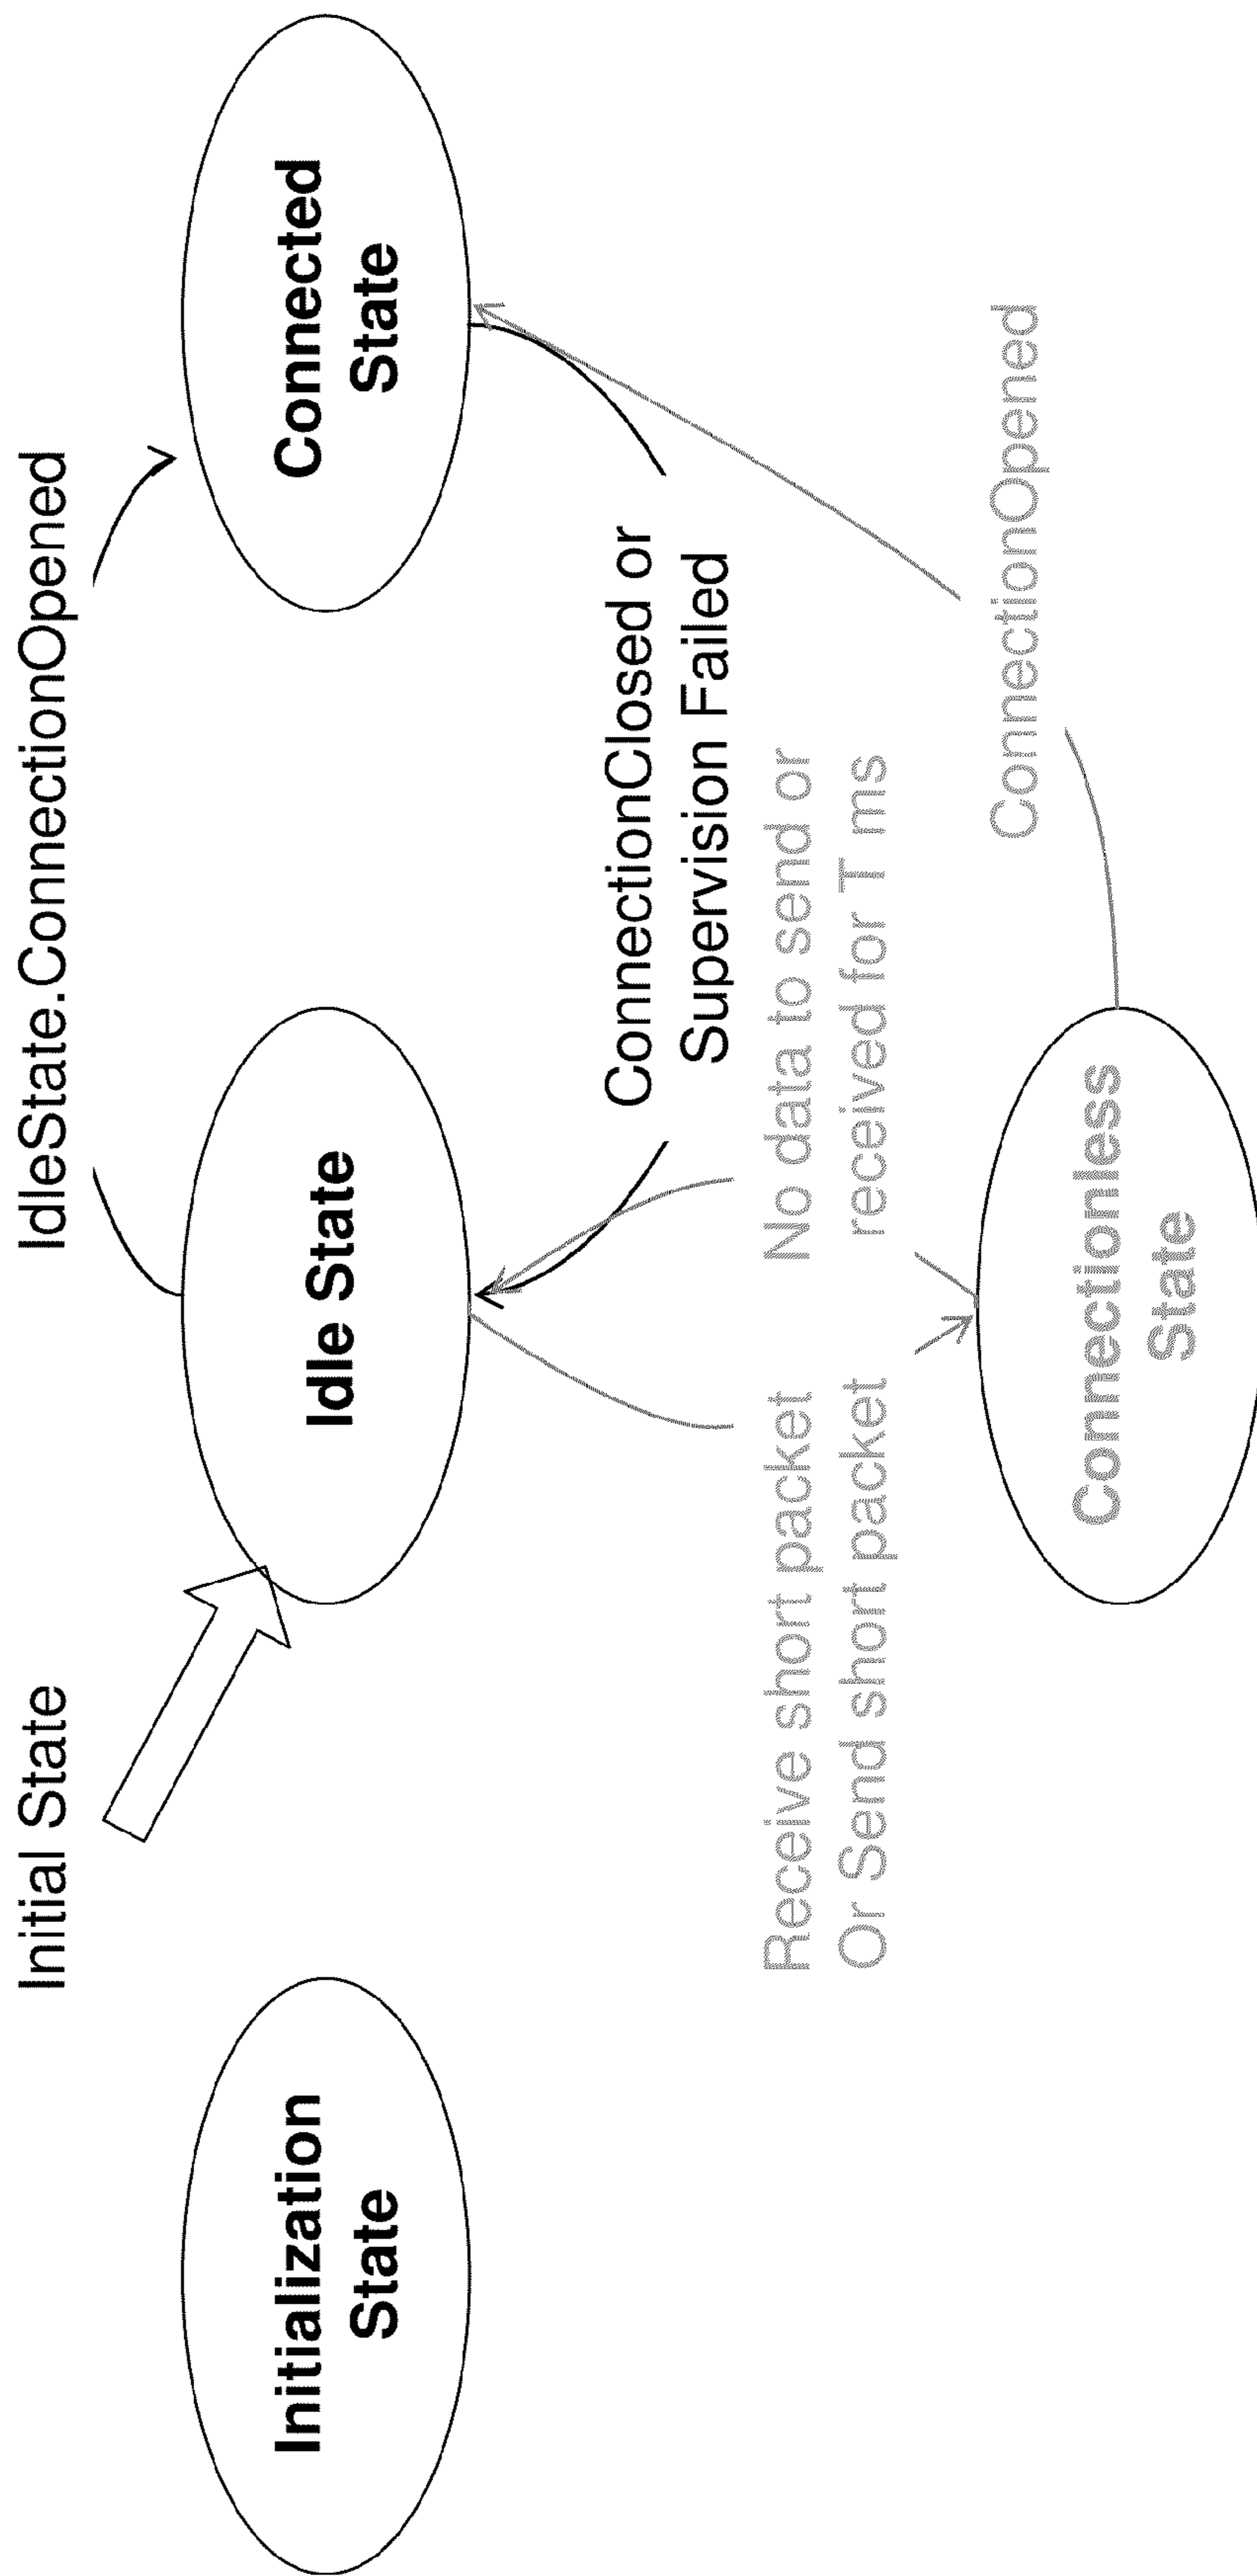 Initial State
IdleState.ConnectionOpened
Initialization
State
Idle State
Connected
State
ConnectionClosed or
Supervision Failed
Receive short packet
Or Send short packet
No data to send or
received for T ms
ConnectionOpened
Connectionless
State